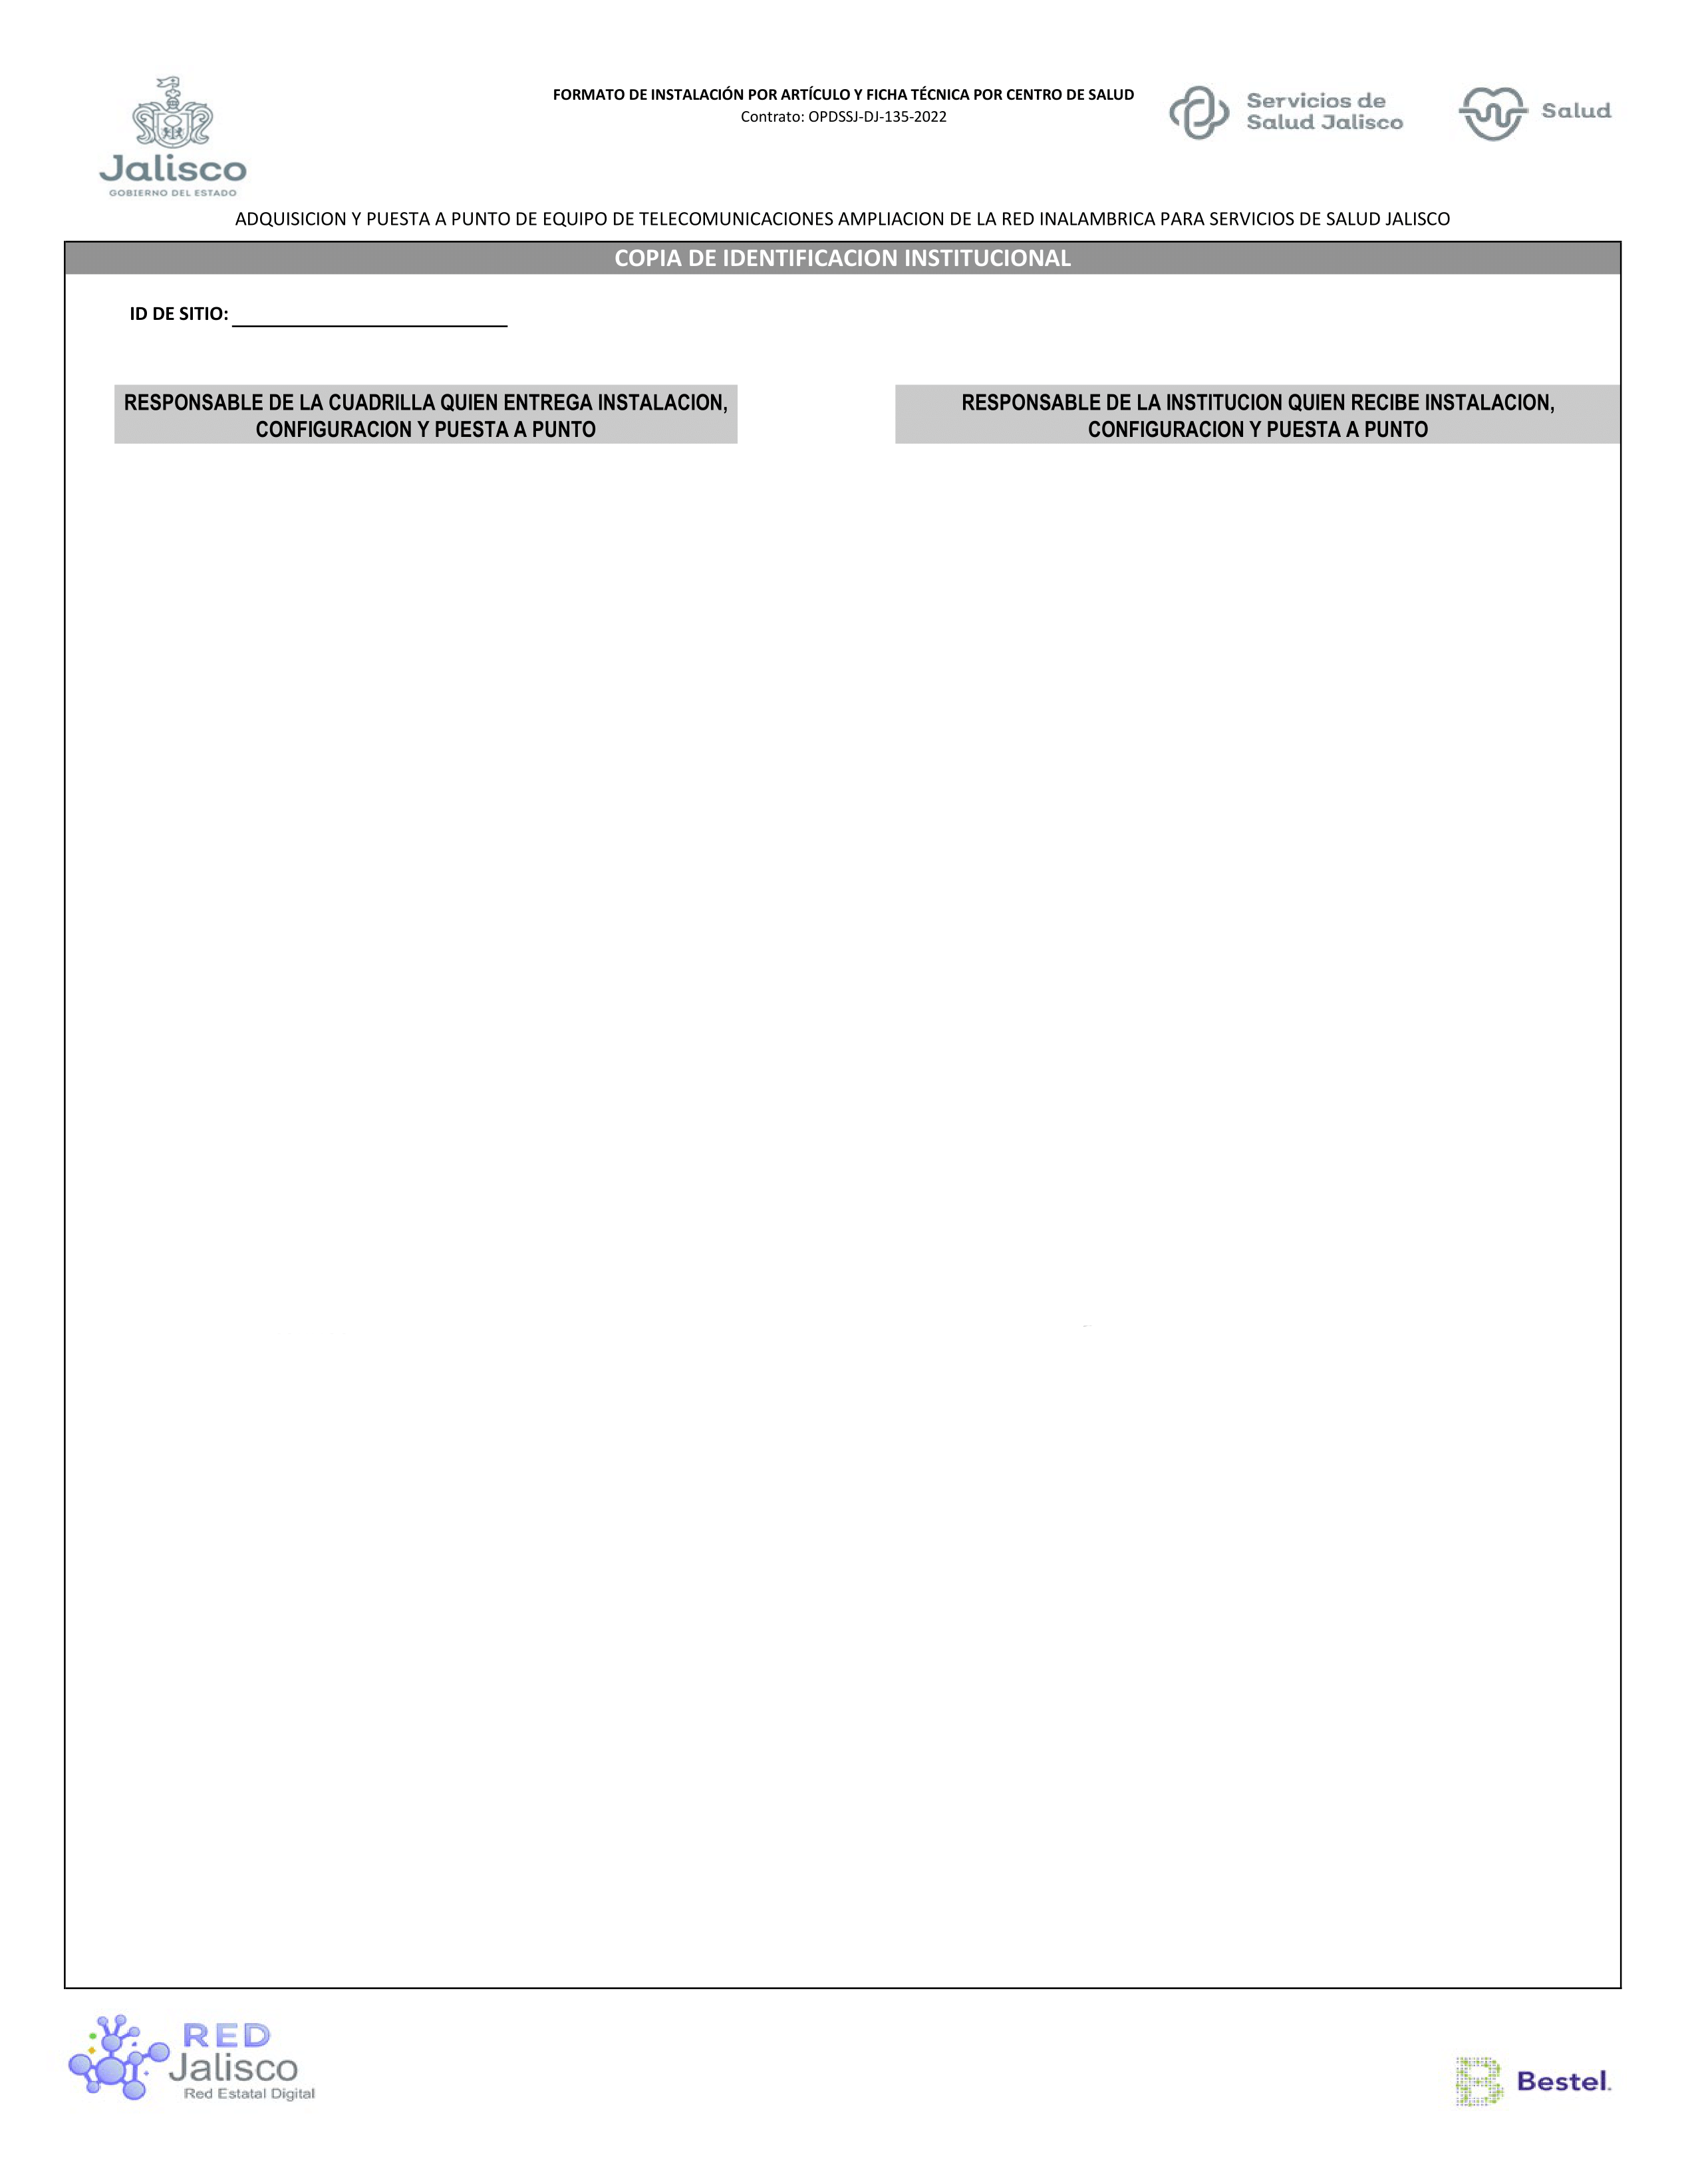 Jalisco
GOBIERNO DEL ESTADO
FORMATO DE INSTALACIÓN POR ARTÍCULO Y FICHA TÉCNICA POR CENTRO DE SALUD
Contrato: OPDSSJ-DJ-135-2022
Servicios de
Salud Jalisco
Salud
ADQUISICION Y PUESTA A PUNTO DE EQUIPO DE TELECOMUNICACIONES AMPLIACION DE LA RED INALAMBRICA PARA SERVICIOS DE SALUD JALISCO
COPIA DE IDENTIFICACION INSTITUCIONAL
ID DE SITIO:
RESPONSABLE DE LA CUADRILLA QUIEN ENTREGA INSTALACION,
CONFIGURACION Y PUESTA A PUNTO
RESPONSABLE DE LA INSTITUCION QUIEN RECIBE INSTALACION,
CONFIGURACION Y PUESTA A PUNTO
RED
Jalisco
Red Estatal Digital
Bestel.